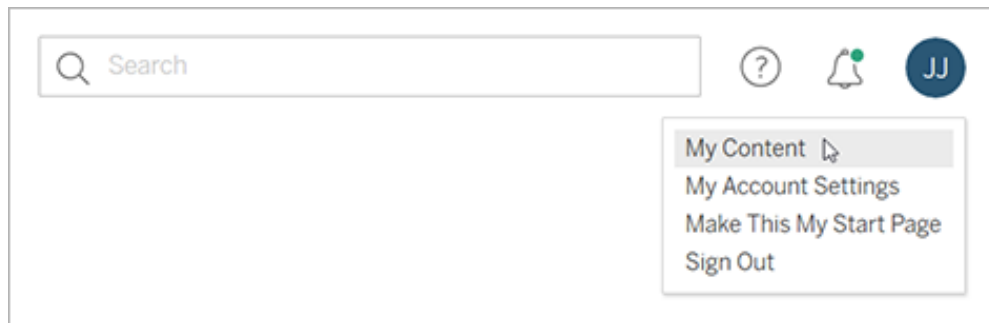 Search
?
JJ
My Content
My Account Settings
Make This My Start Page
Sign Out